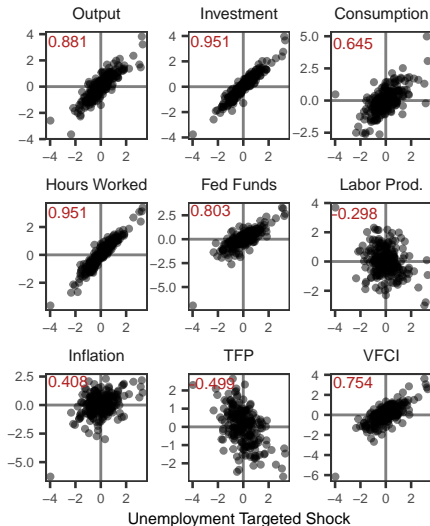 Output Investment Consumption
0.881 0.951 0.645
4 4 5.0
2 2 2.5
0 0 0.0
−2 −2
−4 −2.5
−4 −2 0 2 −4 −2 0 2 −4 −2 0 2
Hours Worked Fed Funds Labor Prod.
0.951 0.803 −0.298
2 2.5 4
0 0.0 2
−2 −2.5 0
−5.0 −2
−4 −2 0 2 −4 −2 0 2 −4 −2 0 2
Inflation TFP VFCI
0.408 −0.499 0.754
2.5 2 2.5
0.0 1 0.0
−2.5 0 −2.5
−5.0 −1 −5.0
−2
−4 −2 0 2 −4 −2 0 2 −4 −2 0 2
Unemployment Targeted Shock